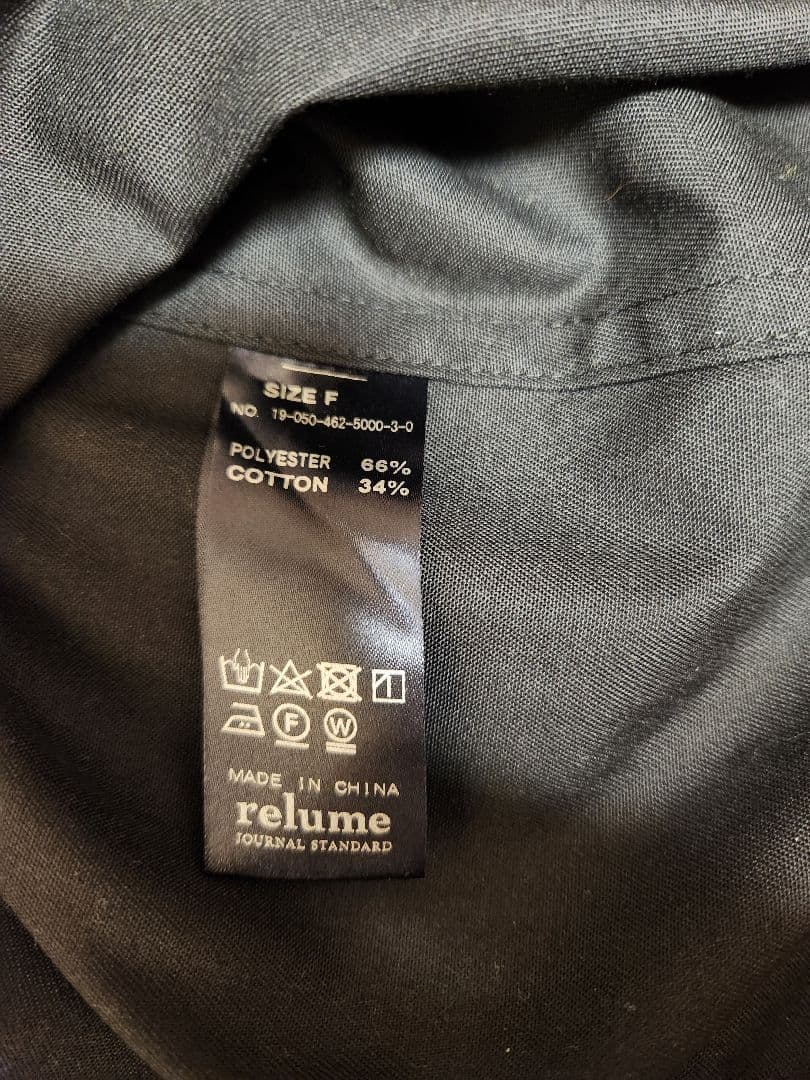 SIZE F
NO. 19-050-462-5000-3-0
POLYESTER 66%
COTTON 34%
F
W
MADE IN CHINA
relume
JOURNAL STANDARD